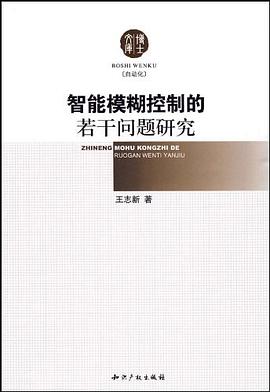 博士
文库
BOSHI WENKU
〔自动化〕
智能模糊控制的
若干问题研究
ZHINENG MOHU KONGZHI DE
RUOGAN WENTI YANJIU
王志新 著
知识产权出版社